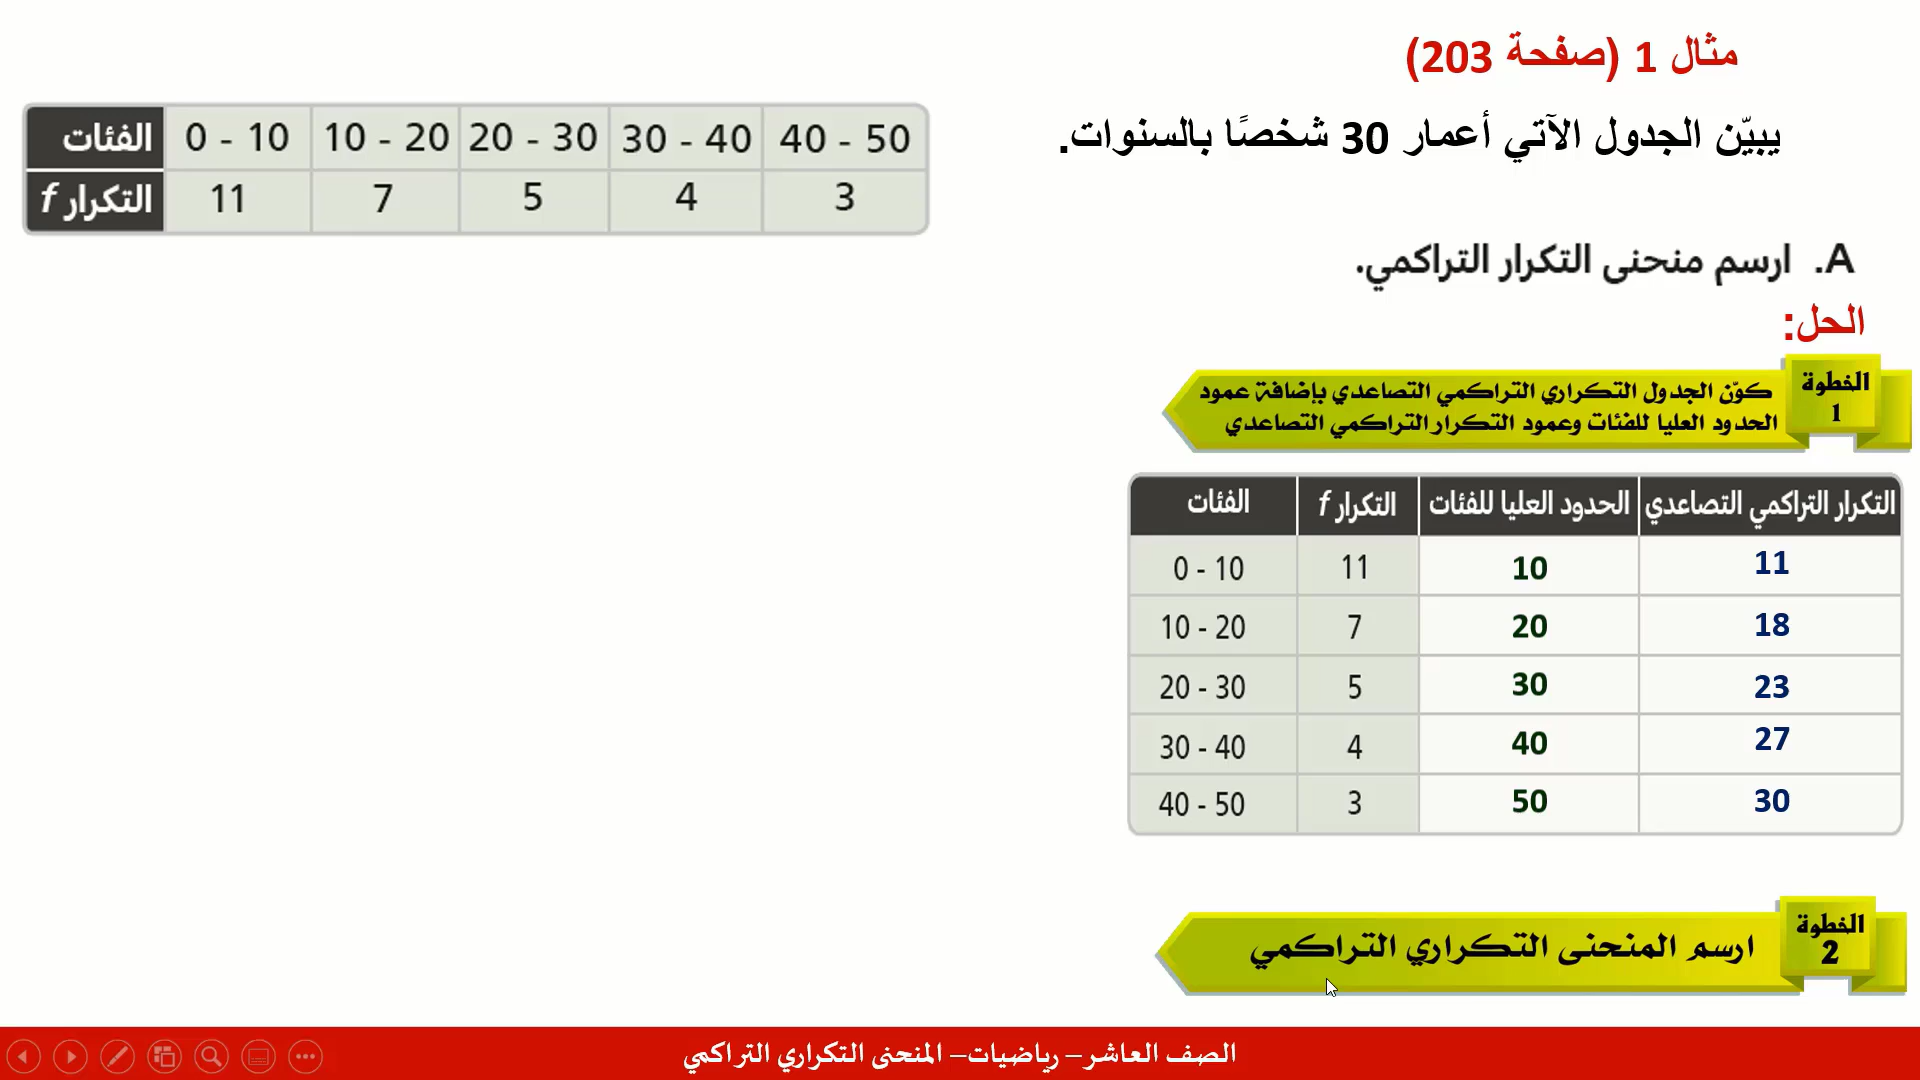 مثال 1 (صفحة 203)
يبيّن الجدول الآتي أعمار 30 شخصًا بالسنوات.
الفئات 0 - 10 10 - 20 20 - 30 30 - 40 40 - 50
التكرار f 11 7 5 4 3
A. ارسم منحنى التكرار التراكمي.
الحل:
الخطوة 1
كوّن الجدول التكراري التراكمي التصاعدي بإضافة عمود
الحدود العليا للفئات وعمود التكرار التراكمي التصاعدي
الفئات التكرار f الحدود العليا للفئات التكرار التراكمي التصاعدي
0 - 10 11 10 11
10 - 20 7 20 18
20 - 30 5 30 23
30 - 40 4 40 27
40 - 50 3 50 30
الخطوة 2
ارسم المنحنى التكراري التراكمي
الصف العاشر – رياضيات – المنحنى التكراري التراكمي